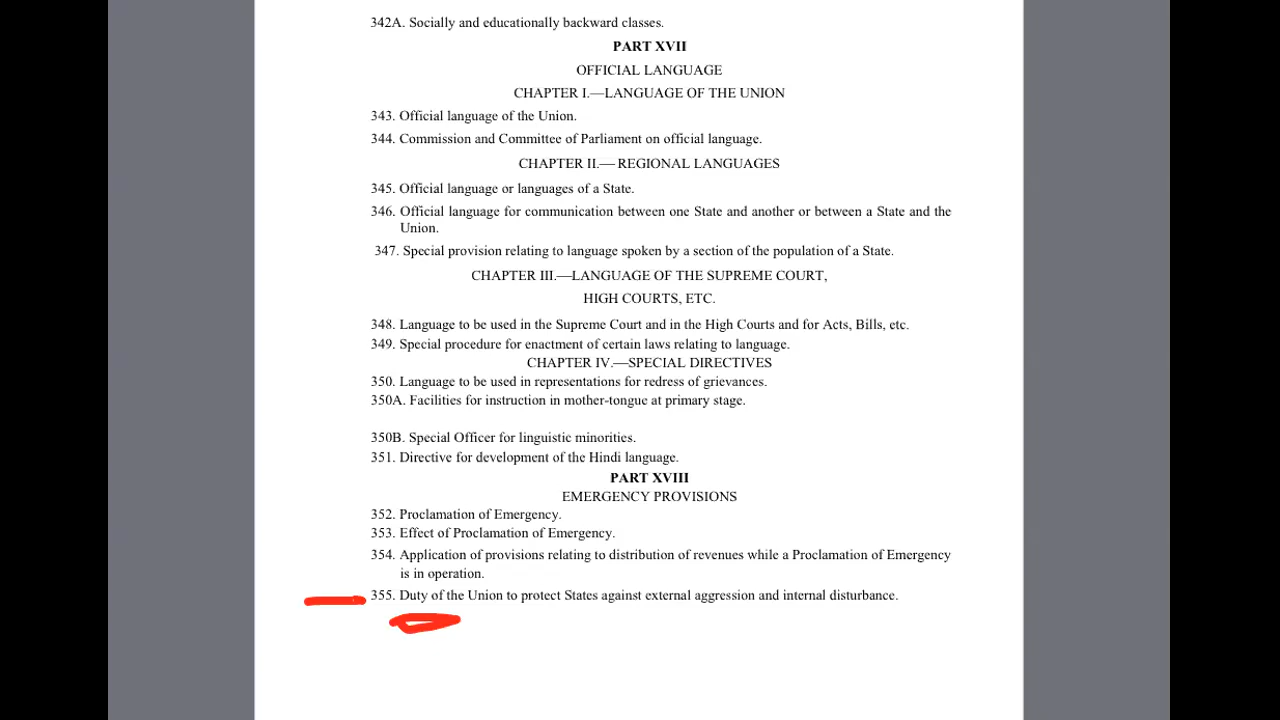 342A. Socially and educationally backward classes.
PART XVII
OFFICIAL LANGUAGE
CHAPTER I.—LANGUAGE OF THE UNION
343. Official language of the Union.
344. Commission and Committee of Parliament on official language.
CHAPTER II.— REGIONAL LANGUAGES
345. Official language or languages of a State.
346. Official language for communication between one State and another or between a State and the
Union.
347. Special provision relating to language spoken by a section of the population of a State.
CHAPTER III.—LANGUAGE OF THE SUPREME COURT,
HIGH COURTS, ETC.
348. Language to be used in the Supreme Court and in the High Courts and for Acts, Bills, etc.
349. Special procedure for enactment of certain laws relating to language.
CHAPTER IV.—SPECIAL DIRECTIVES
350. Language to be used in representations for redress of grievances.
350A. Facilities for instruction in mother-tongue at primary stage.
350B. Special Officer for linguistic minorities.
351. Directive for development of the Hindi language.
PART XVIII
EMERGENCY PROVISIONS
352. Proclamation of Emergency.
353. Effect of Proclamation of Emergency.
354. Application of provisions relating to distribution of revenues while a Proclamation of Emergency
is in operation.
355. Duty of the Union to protect States against external aggression and internal disturbance.